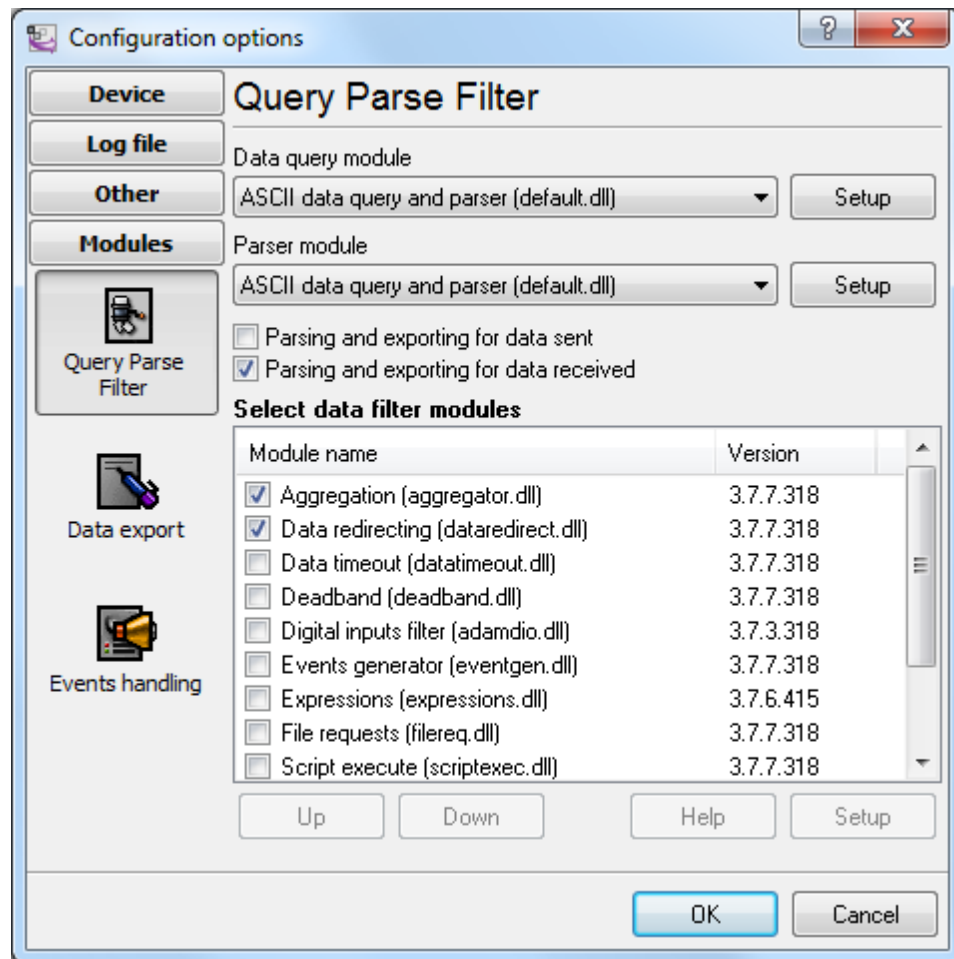 Configuration options
Device
Log file
Other
Modules
Query Parse
Filter
Data export
Events handling
Query Parse Filter
Data query module
ASCII data query and parser (default.dll)
Setup
Parser module
ASCII data query and parser (default.dll)
Setup
Parsing and exporting for data sent
Parsing and exporting for data received
Select data filter modules
Module name Version
Aggregation (aggregator.dll) 3.7.7.318
Data redirecting (dataredirect.dll) 3.7.7.318
Data timeout (datatimeout.dll) 3.7.7.318
Deadband (deadband.dll) 3.7.7.318
Digital inputs filter (adamdio.dll) 3.7.3.318
Events generator (eventgen.dll) 3.7.7.318
Expressions (expressions.dll) 3.7.6.415
File requests (filereq.dll) 3.7.7.318
Script execute (scriptexec.dll) 3.7.7.318
Up Down Help Setup
OK Cancel